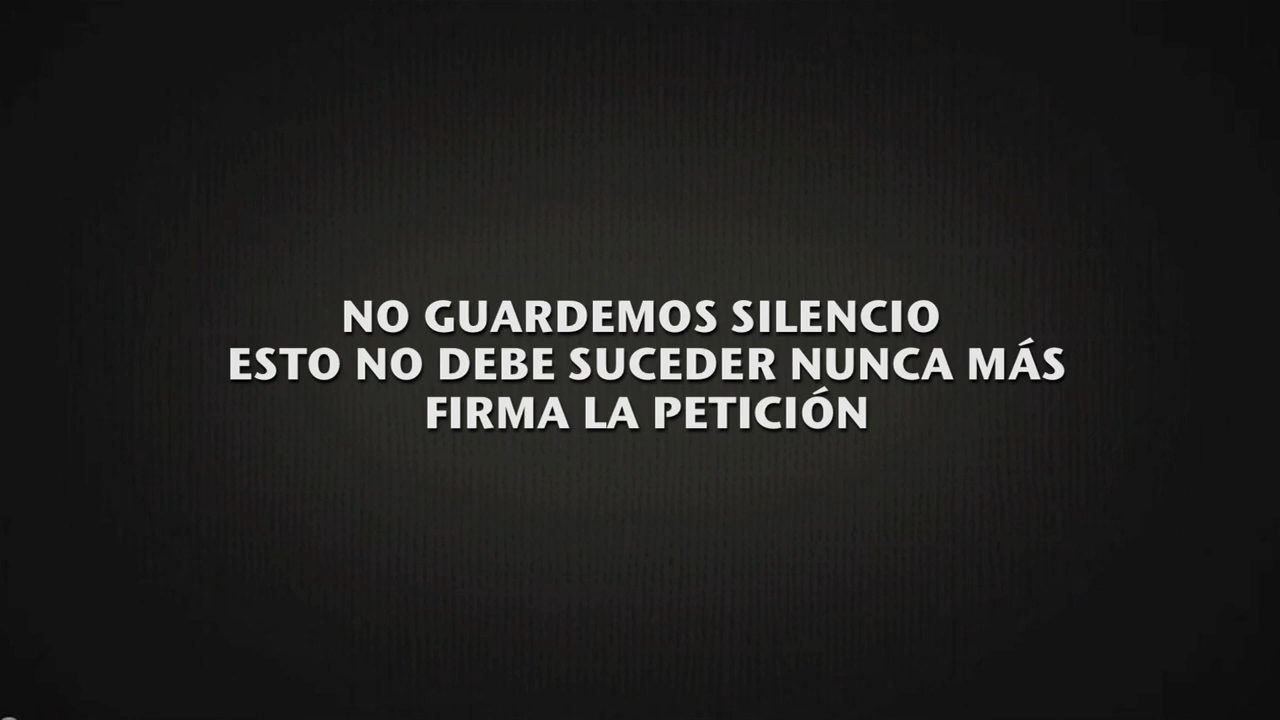 NO GUARDEMOS SILENCIO
ESTO NO DEBE SUCEDER NUNCA MÁS
FIRMA LA PETICIÓN